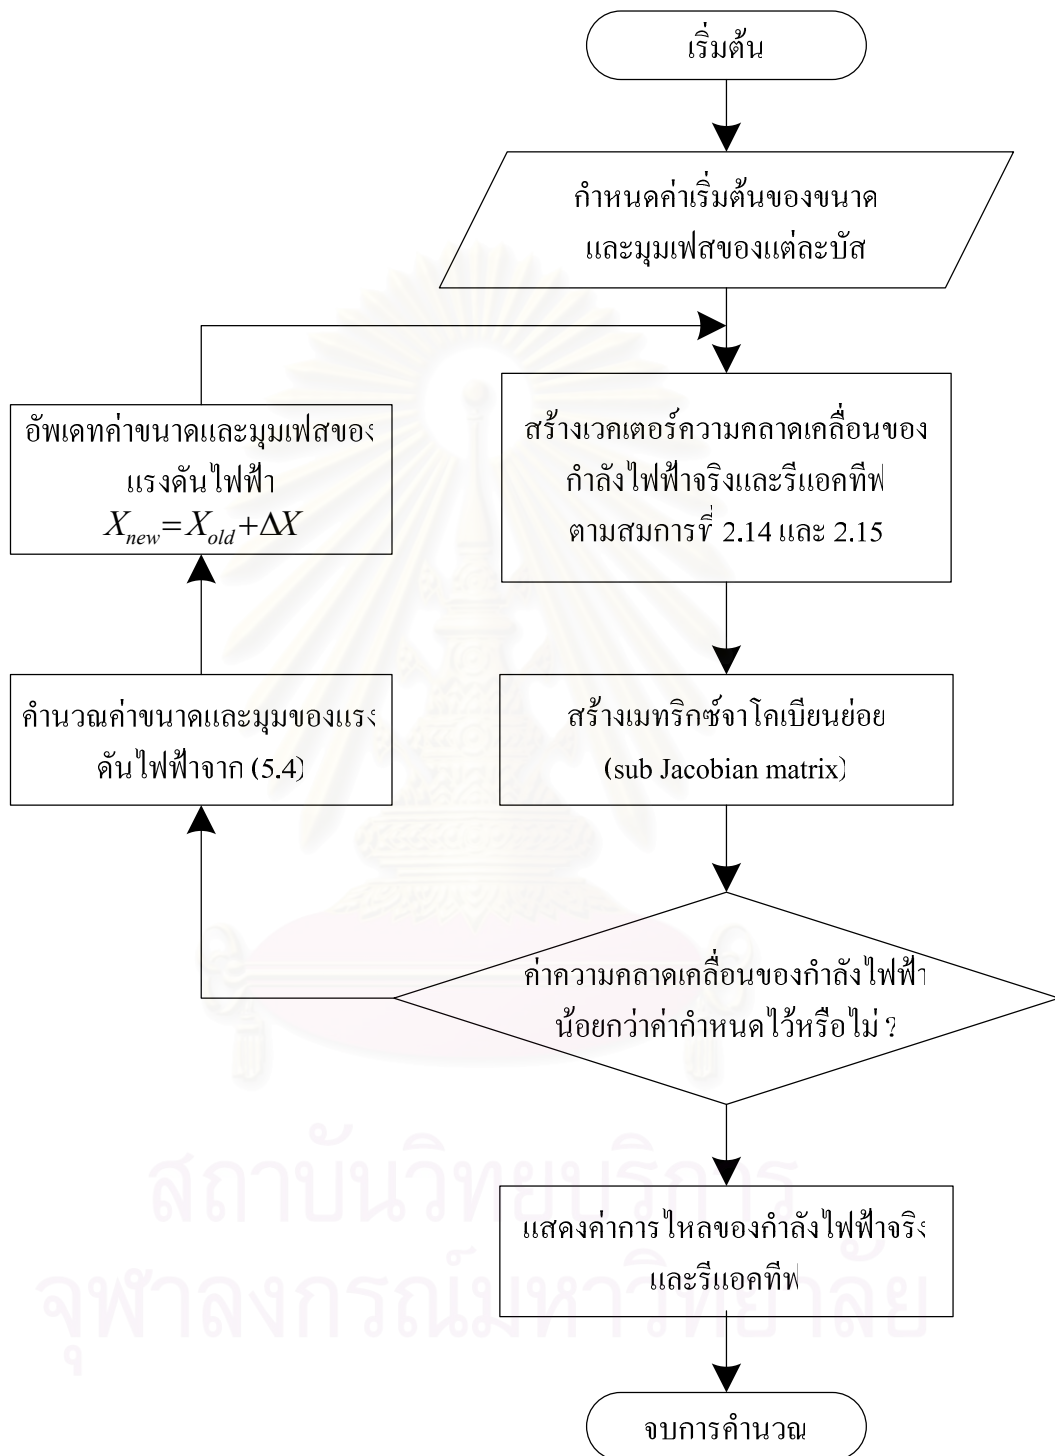 เริ่มต้น
กำหนดค่าเริ่มต้นของขนาด
และมุมเฟสของแต่ละบัส
สร้างเวคเตอร์ความคลาดเคลื่อนของ
กำลังไฟฟ้าจริงและรีแอคทีฟ
ตามสมการที่ 2.14 และ 2.15
สร้างเมทริกซ์จาโคเบียนย่อย
(sub Jacobian matrix)
ค่าความคลาดเคลื่อนของกำลังไฟฟ้า
น้อยกว่าค่ากำหนดไว้หรือไม่ ?
คำนวณค่าขนาดและมุมของแรง
ดันไฟฟ้าจาก (5.4)
อัพเดทค่าขนาดและมุมเฟสของ
แรงดันไฟฟ้า
X_{new} = X_{old} + ΔX
แสดงค่าการไหลของกำลังไฟฟ้าจริง
และรีแอคทีฟ
จบการคำนวณ
สถาบันวิทยบริการ
จุฬาลงกรณ์มหาวิทยาลัย